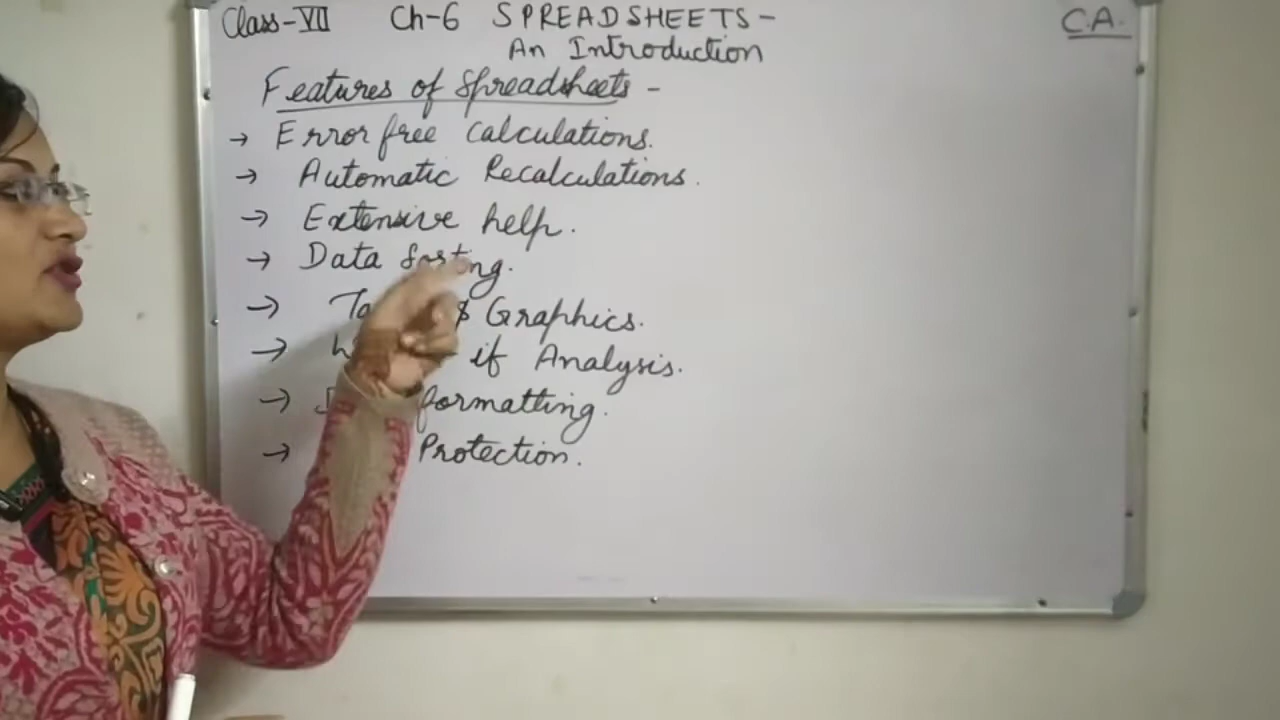 Class-VII Ch-6 SPREADSHEETS- C.A.
An Introduction
Features of Spreadsheets -
→ Error free Calculations.
→ Automatic Recalculations.
→ Extensive help.
→ Data Sorting.
→ Graphics.
→ if Analysis.
→ formatting.
→ Protection.